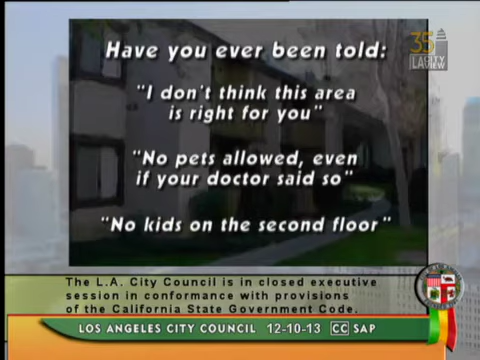 Have you ever been told:
35
LACITY
VIEW
"I don't think this area
is right for you"
"No pets allowed, even
if your doctor said so"
"No kids on the second floor"
The L.A. City Council is in closed executive
session in conformance with provisions
of the California State Government Code.
LOS ANGELES CITY COUNCIL 12-10-13 CC SAP